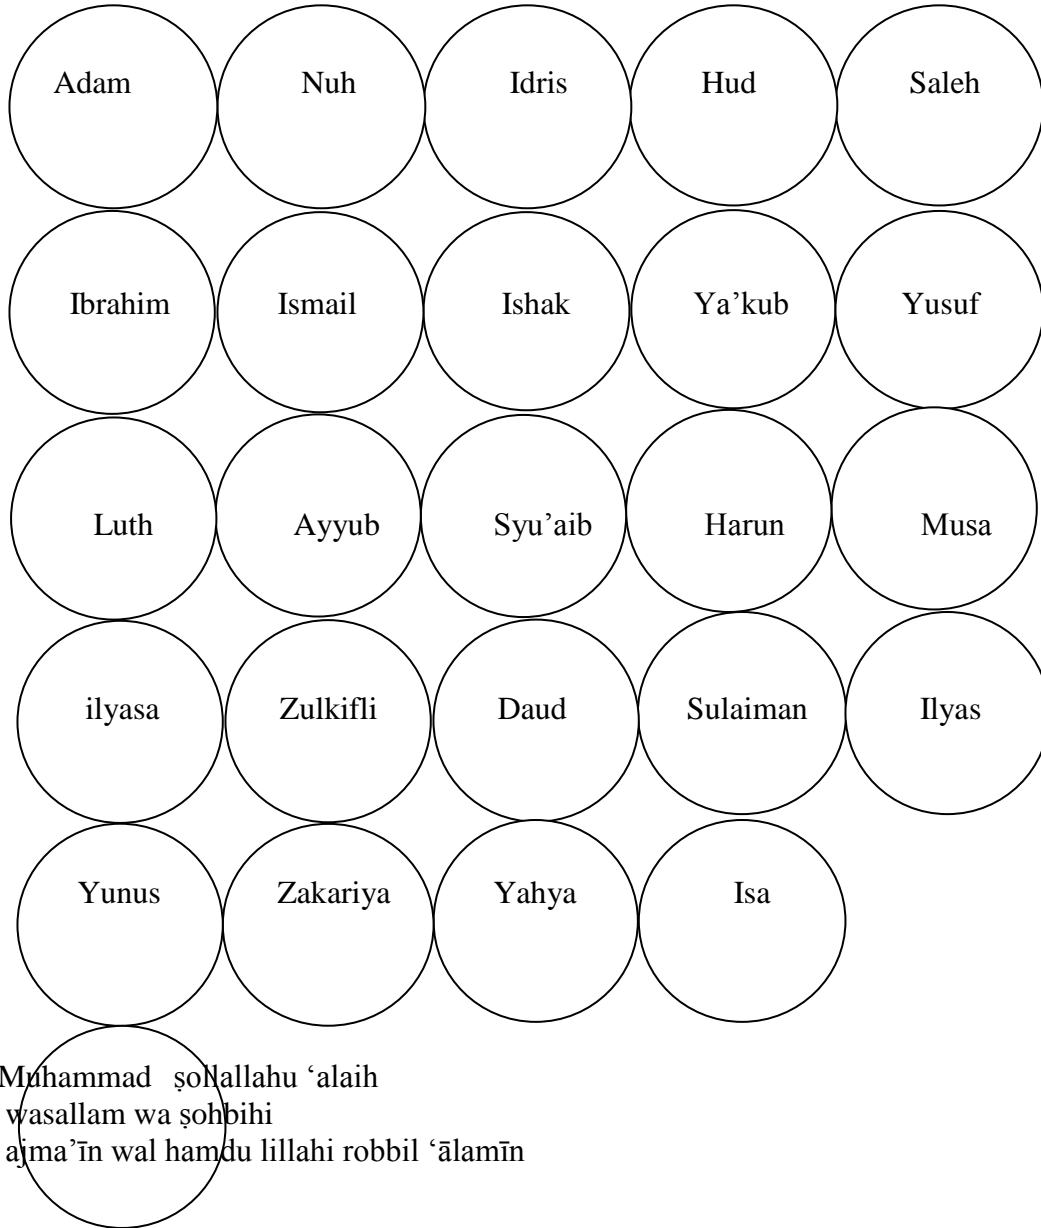 Adam Nuh Idris Hud Saleh
Ibrahim Ismail Ishak Ya’kub Yusuf
Luth Ayyub Syu’aib Harun Musa
ilyasa Zulkifli Daud Sulaiman Ilyas
Yunus Zakariya Yahya Isa
Muhammad ṣollallahu ‘alaih
wasallam wa ṣohbihi
ajma’īn wal hamdu lillahi robbil ‘ālamīn